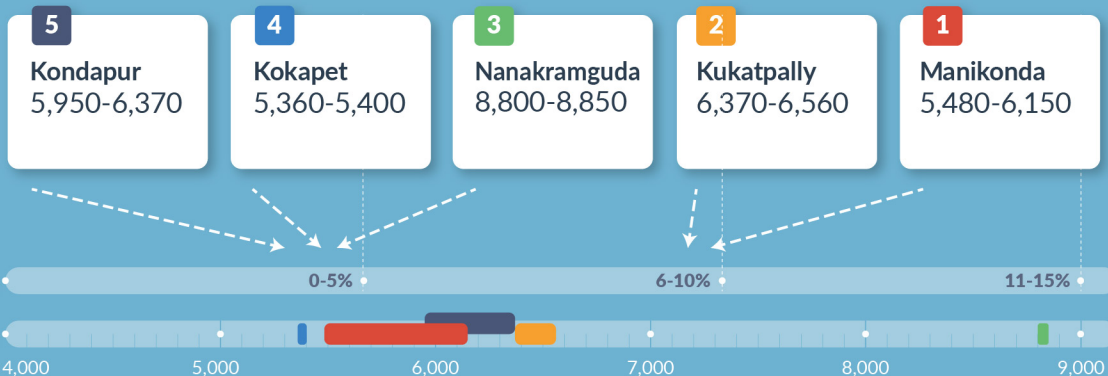 5
Kondapur
5,950-6,370
4
Kokapet
5,360-5,400
3
Nanakramguda
8,800-8,850
2
Kukatpally
6,370-6,560
1
Manikonda
5,480-6,150
0-5% 6-10% 11-15%
4,000 5,000 6,000 7,000 8,000 9,000